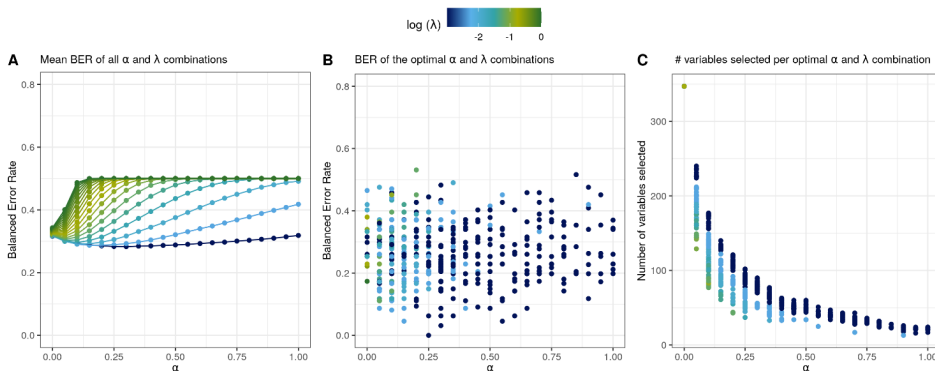 log (λ)
-2 -1 0
A Mean BER of all α and λ combinations
0.8
0.6
0.4
0.2
0.0
Balanced Error Rate
0.00 0.25 0.50 0.75 1.00
α
B BER of the optimal α and λ combinations
0.8
0.6
0.4
0.2
0.0
Balanced Error Rate
0.00 0.25 0.50 0.75 1.00
α
C # variables selected per optimal α and λ combination
300
200
100
0
Number of variables selected
0.00 0.25 0.50 0.75 1.00
α